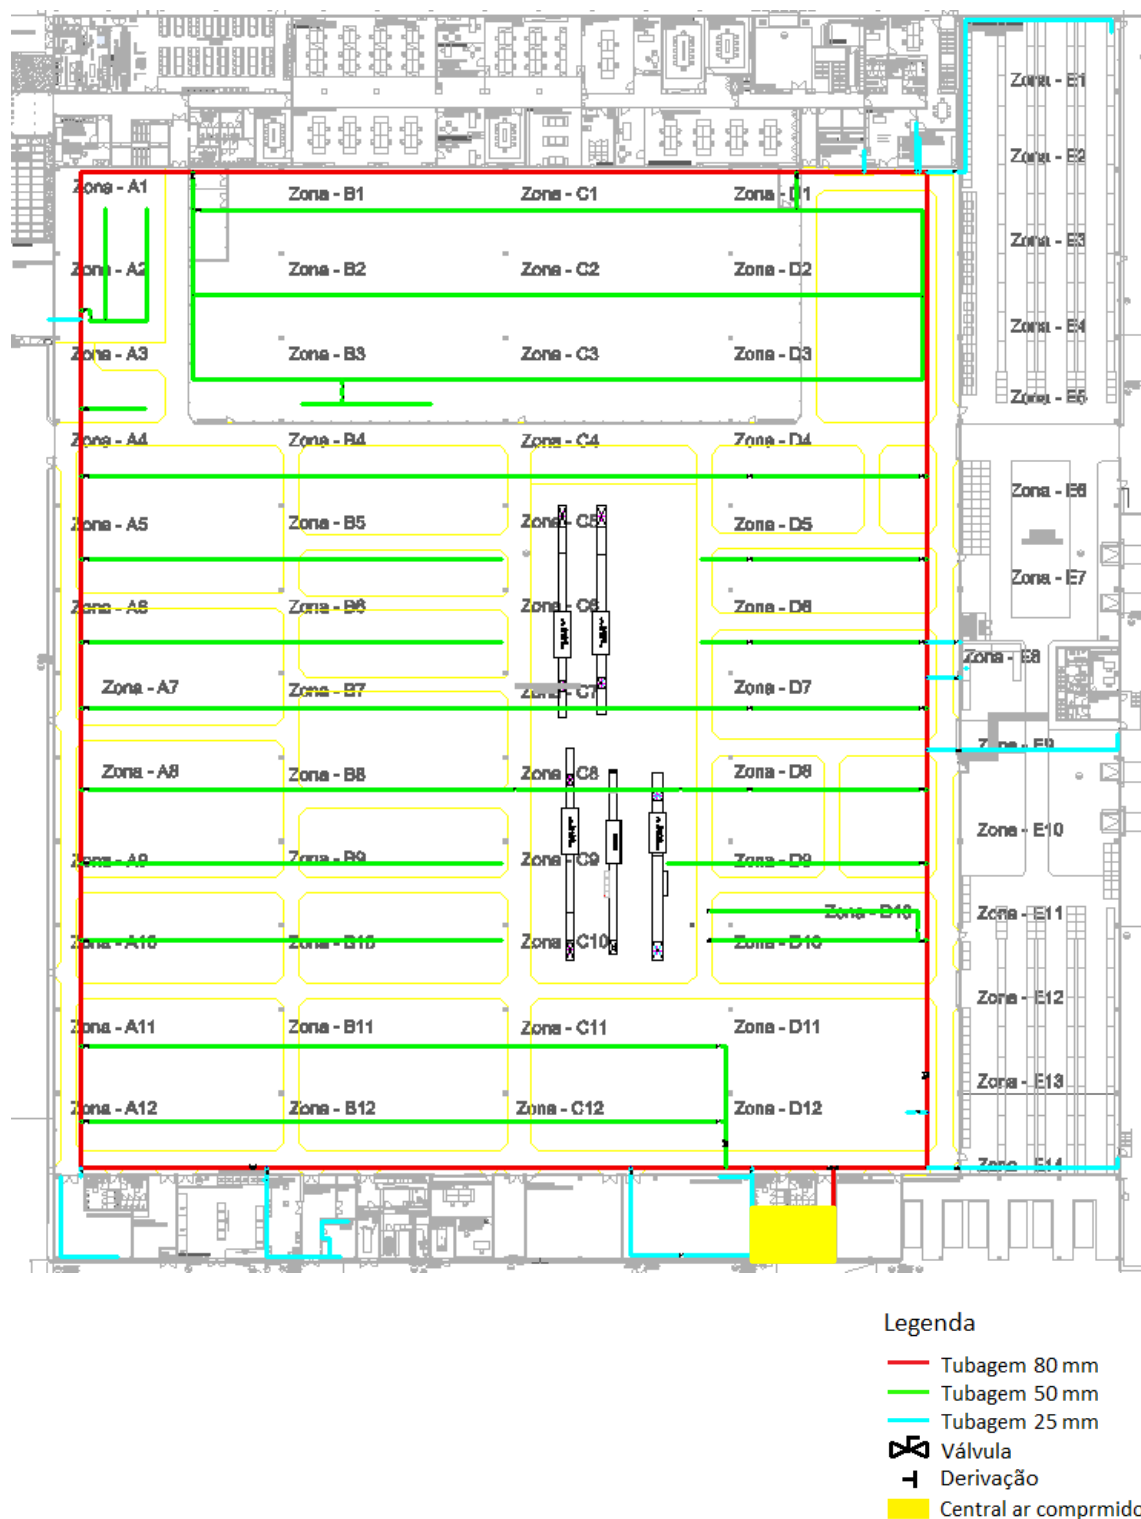 Zona - E1
Zona - E2
Zona - A1
Zona - B1
Zona - C1
Zona - D1
Zona - E3
Zona - A2
Zona - B2
Zona - C2
Zona - D2
Zona - E4
Zona - A3
Zona - B3
Zona - C3
Zona - D3
Zona - E5
Zona - A4
Zona - B4
Zona - C4
Zona - D4
Zona - E6
Zona - A5
Zona - B5
Zona - C5
Zona - D5
Zona - E7
Zona - A6
Zona - B6
Zona - C6
Zona - D6
Zona - E8
Zona - A7
Zona - B7
Zona - C7
Zona - D7
Zona - E9
Zona - A8
Zona - B8
Zona - C8
Zona - D8
Zona - E10
Zona - A9
Zona - B9
Zona - C9
Zona - D9
Zona - D10
Zona - E11
Zona - A10
Zona - B10
Zona - C10
Zona - D10
Zona - E12
Zona - A11
Zona - B11
Zona - C11
Zona - D11
Zona - E13
Zona - A12
Zona - B12
Zona - C12
Zona - D12
Zona - E14
Legenda
Tubagem 80 mm
Tubagem 50 mm
Tubagem 25 mm
Válvula
Derivação
Central ar comprmido